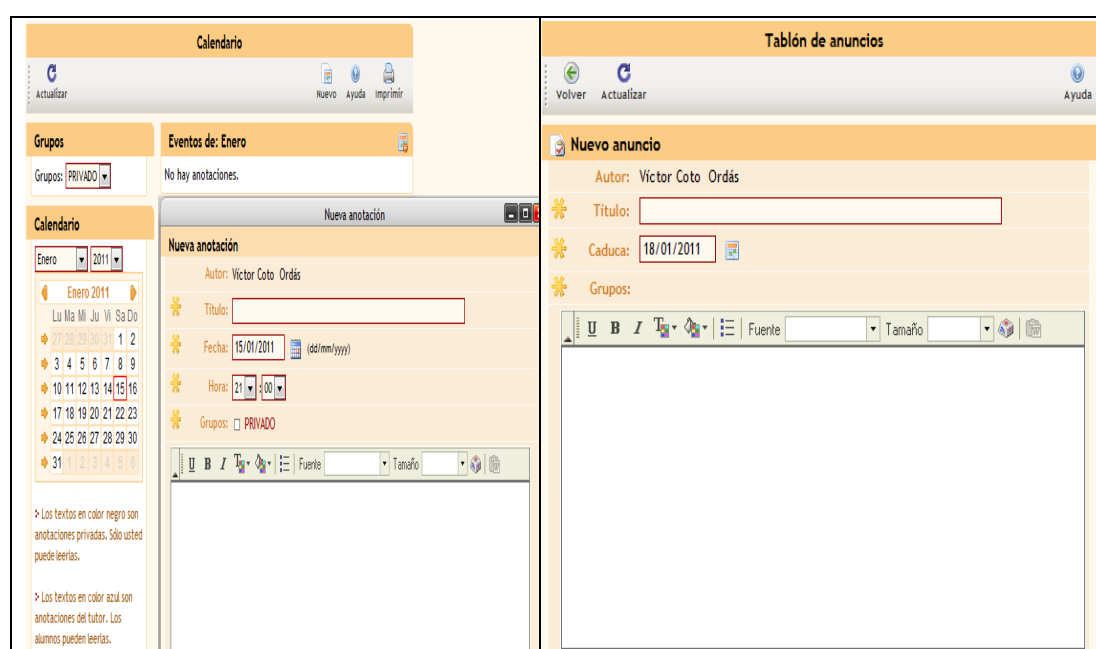 Calendario
Actualizar
Nuevo Ayuda Imprimir
Grupos
Grupos: PRIVADO
Calendario
Enero 2011
Enero 2011
Lu Ma Mi Ju Vi Sa Do
27 28 29 30 31 1 2
3 4 5 6 7 8 9
10 11 12 13 14 15 16
17 18 19 20 21 22 23
24 25 26 27 28 29 30
31 1 2 3 4 5 6
Los textos en color negro son
anotaciones privadas. Sólo usted
puede leerlas.
Los textos en color azul son
anotaciones del tutor. Los
alumnos pueden leerlas.
Eventos de: Enero
No hay anotaciones.
Nueva anotación
Nueva anotación
Autor: Víctor Coto Ordás
Título:
Fecha: 15/01/2011 (dd/mm/yyyy)
Hora: 21 : 00
Grupos: PRIVADO
U B I T Fuente Tamaño
Tablón de anuncios
Volver Actualizar
Ayuda
Nuevo anuncio
Autor: Víctor Coto Ordás
Título:
Caduca: 18/01/2011
Grupos:
U B I T Fuente Tamaño